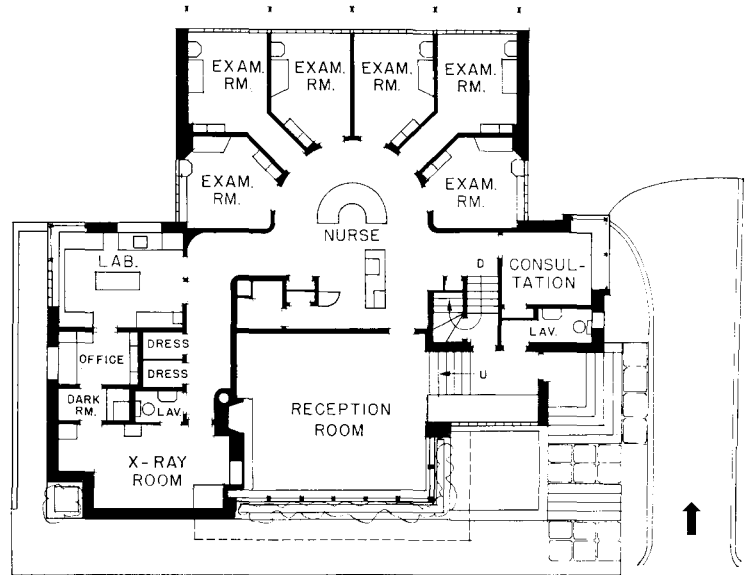 EXAM.
RM.
EXAM.
RM.
EXAM.
RM.
EXAM.
RM.
EXAM.
RM.
EXAM.
RM.
NURSE
LAB.
D
CONSUL-
TATION
LAV.
DRESS
OFFICE
DRESS
U
DARK
RM.
LAV.
RECEPTION
ROOM
X-RAY
ROOM